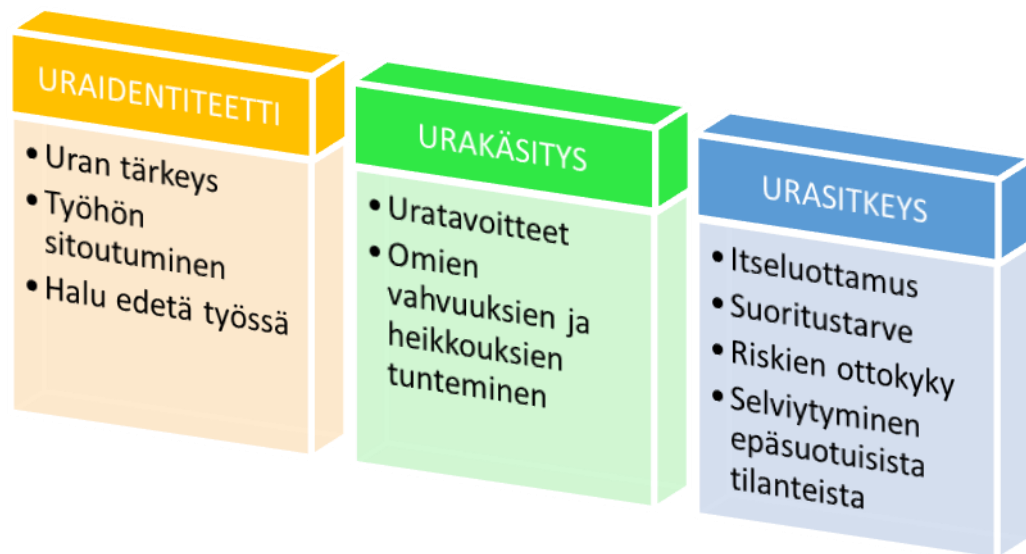 URAIDENTITEETTI
• Uran tärkeys
• Työhön
sitoutuminen
• Halu edetä työssä
URAKÄSITYS
• Uratavoitteet
• Omien
vahvuuksien ja
heikkouksien
tunteminen
URASITKEYS
• Itseluottamus
• Suoritustarve
• Riskien ottokyky
• Selviytyminen
epäsuotuisista
tilanteista